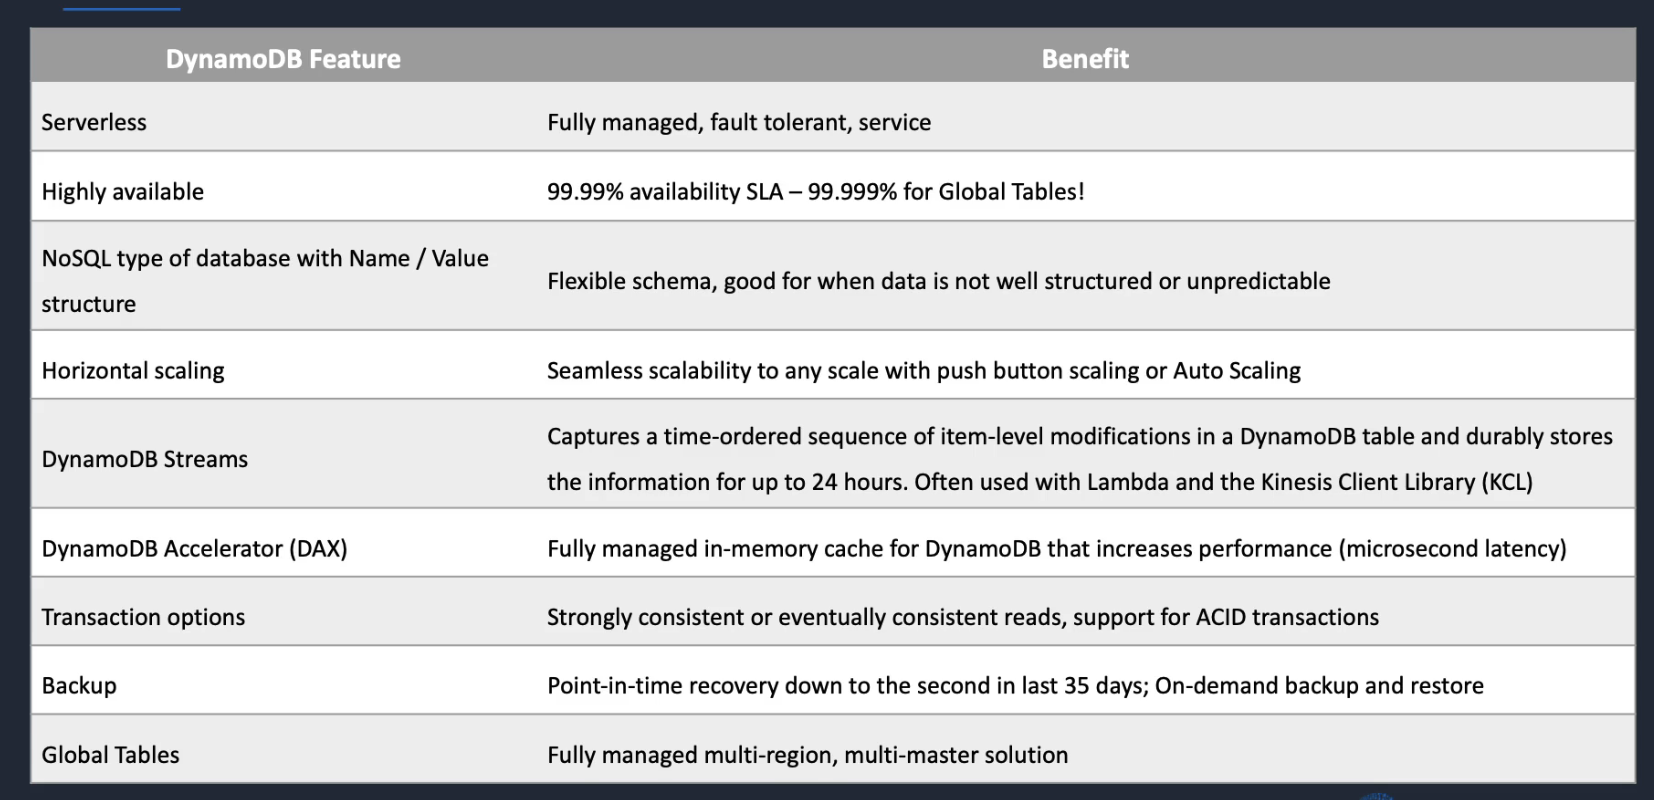 DynamoDB Feature
Benefit
Serverless
Fully managed, fault tolerant, service
Highly available
99.99% availability SLA – 99.999% for Global Tables!
NoSQL type of database with Name / Value
structure
Flexible schema, good for when data is not well structured or unpredictable
Horizontal scaling
Seamless scalability to any scale with push button scaling or Auto Scaling
DynamoDB Streams
Captures a time-ordered sequence of item-level modifications in a DynamoDB table and durably stores
the information for up to 24 hours. Often used with Lambda and the Kinesis Client Library (KCL)
DynamoDB Accelerator (DAX)
Fully managed in-memory cache for DynamoDB that increases performance (microsecond latency)
Transaction options
Strongly consistent or eventually consistent reads, support for ACID transactions
Backup
Point-in-time recovery down to the second in last 35 days; On-demand backup and restore
Global Tables
Fully managed multi-region, multi-master solution